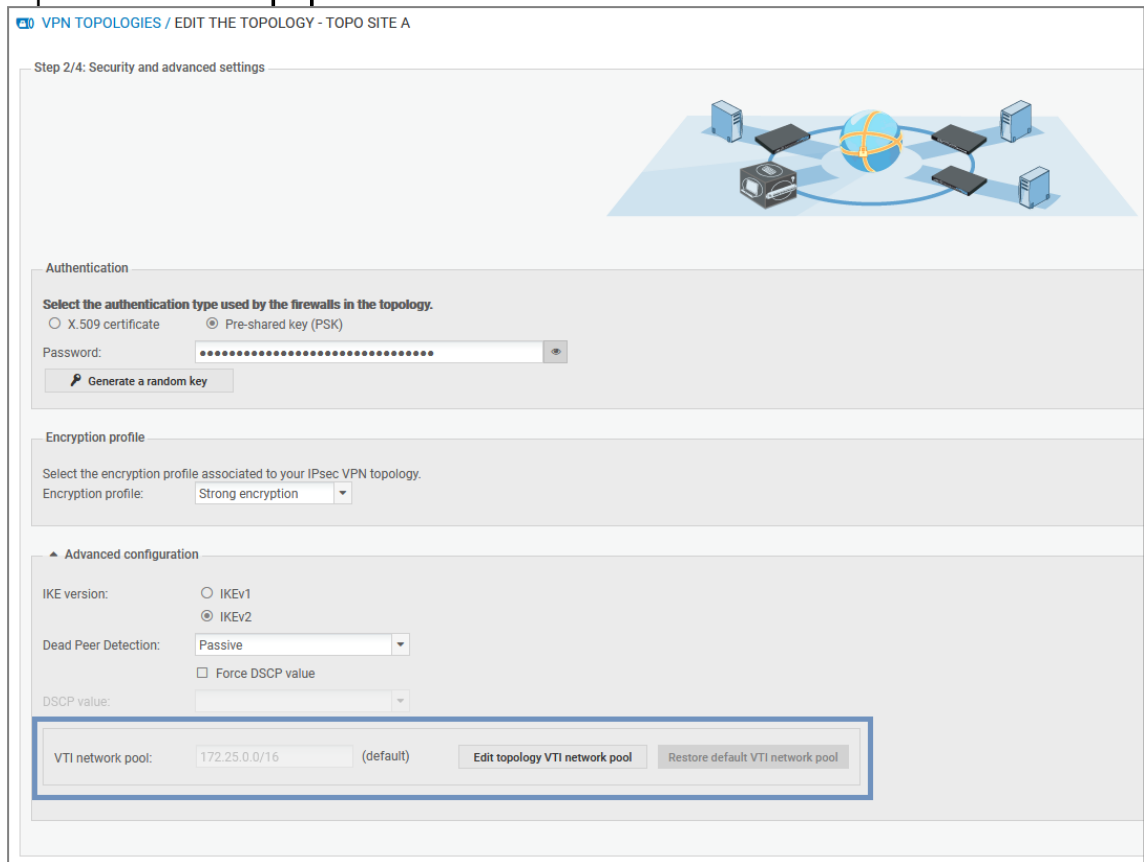 VPN TOPOLOGIES / EDIT THE TOPOLOGY - TOPO SITE A
Step 2/4: Security and advanced settings
Authentication
Select the authentication type used by the firewalls in the topology.
X.509 certificate Pre-shared key (PSK)
Password: ••••••••••••••••••••••••••••••••
Generate a random key
Encryption profile
Select the encryption profile associated to your IPsec VPN topology.
Encryption profile: Strong encryption
Advanced configuration
IKE version: IKEv1
IKEv2
Dead Peer Detection: Passive
Force DSCP value
DSCP value:
VTI network pool: 172.25.0.0/16 (default) Edit topology VTI network pool Restore default VTI network pool